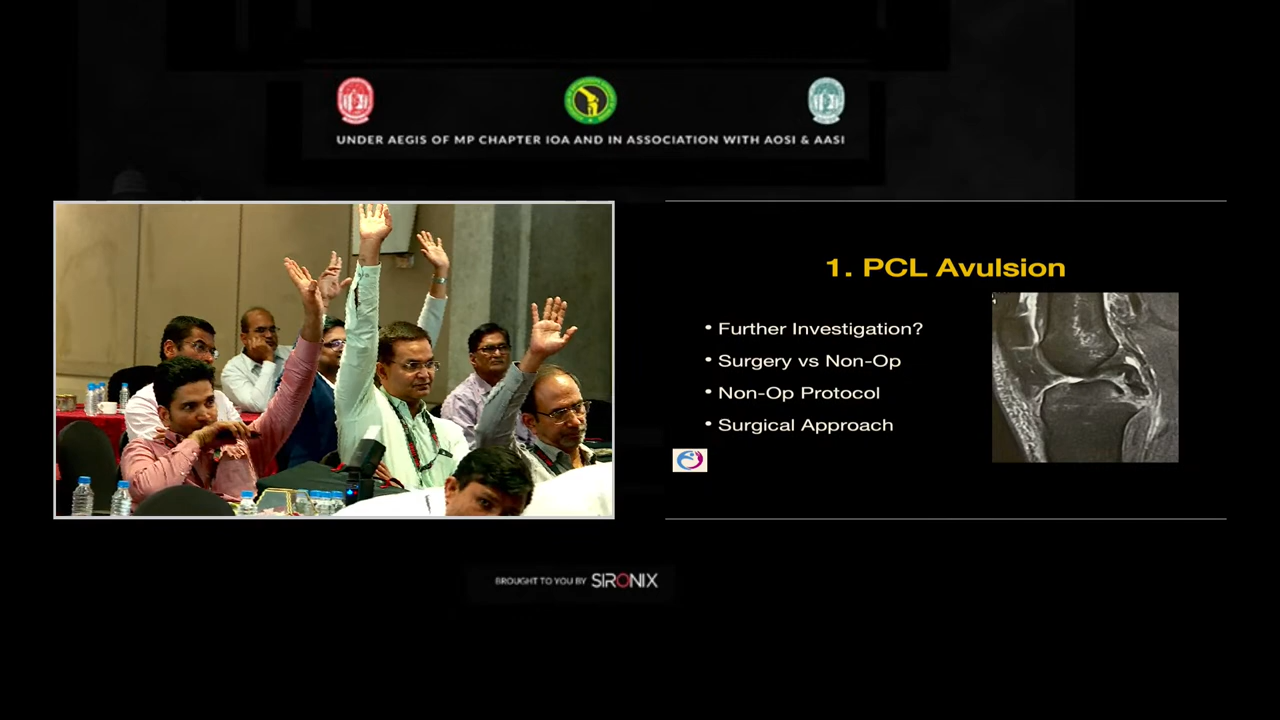 UNDER AEGIS OF MP CHAPTER IOA AND IN ASSOCIATION WITH AOSI & AASI
1. PCL Avulsion
• Further Investigation?
• Surgery vs Non-Op
• Non-Op Protocol
• Surgical Approach
BROUGHT TO YOU BY SIRONIX